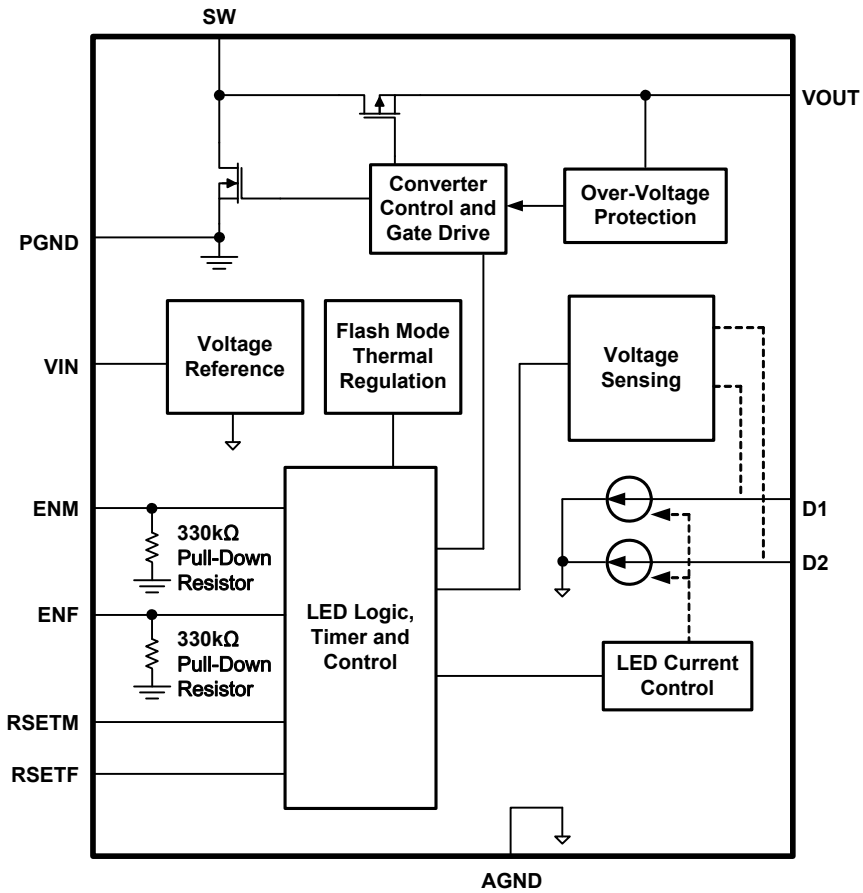 SW
VOUT
Converter
Control and
Gate Drive
Over-Voltage
Protection
PGND
VIN
Voltage
Reference
Flash Mode
Thermal
Regulation
Voltage
Sensing
ENM
330kΩ
Pull-Down
Resistor
D1
D2
ENF
330kΩ
Pull-Down
Resistor
LED Logic,
Timer and
Control
LED Current
Control
RSETM
RSETF
AGND